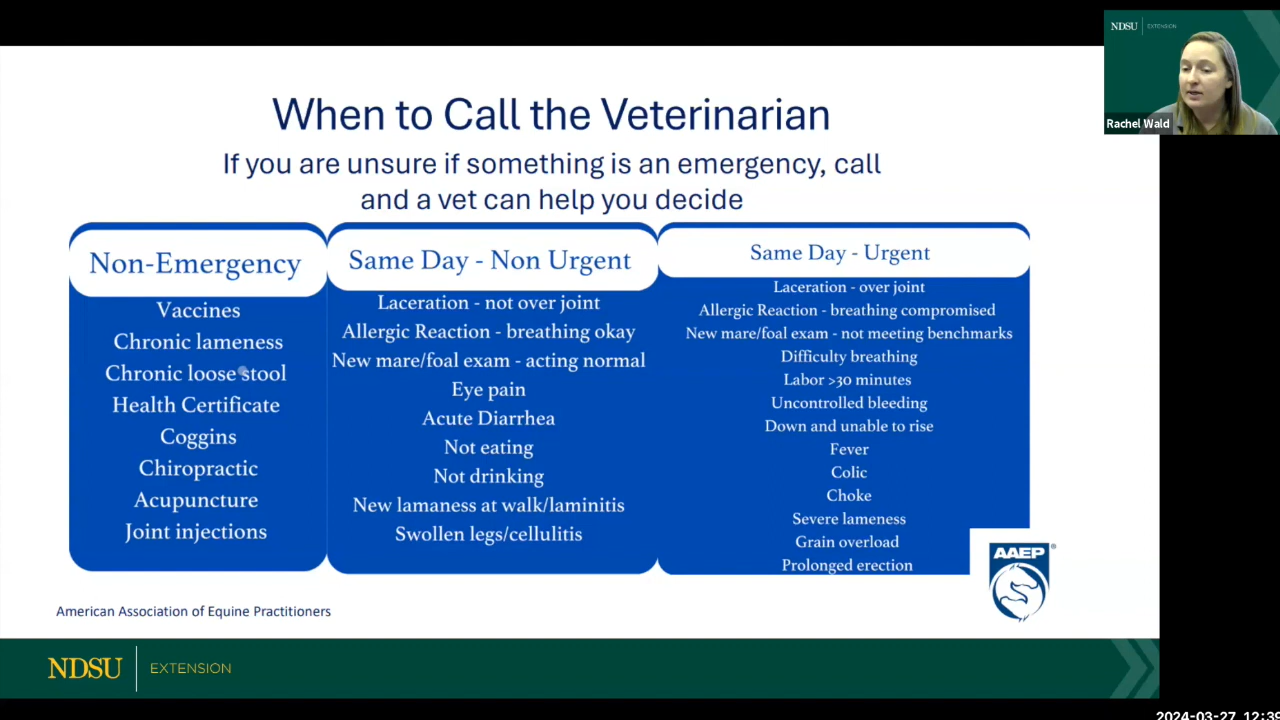 NDSU EXTENSION
Rachel Wald
When to Call the Veterinarian
If you are unsure if something is an emergency, call
and a vet can help you decide
Non-Emergency
Vaccines
Chronic lameness
Chronic loose stool
Health Certificate
Coggins
Chiropractic
Acupuncture
Joint injections
Same Day - Non Urgent
Laceration - not over joint
Allergic Reaction - breathing okay
New mare/foal exam - acting normal
Eye pain
Acute Diarrhea
Not eating
Not drinking
New lamaness at walk/laminitis
Swollen legs/cellulitis
Same Day - Urgent
Laceration - over joint
Allergic Reaction - breathing compromised
New mare/foal exam - not meeting benchmarks
Difficulty breathing
Labor >30 minutes
Uncontrolled bleeding
Down and unable to rise
Fever
Colic
Choke
Severe lameness
Grain overload
Prolonged erection
AAEP®
American Association of Equine Practitioners
NDSU EXTENSION
2024-03-27 12:39